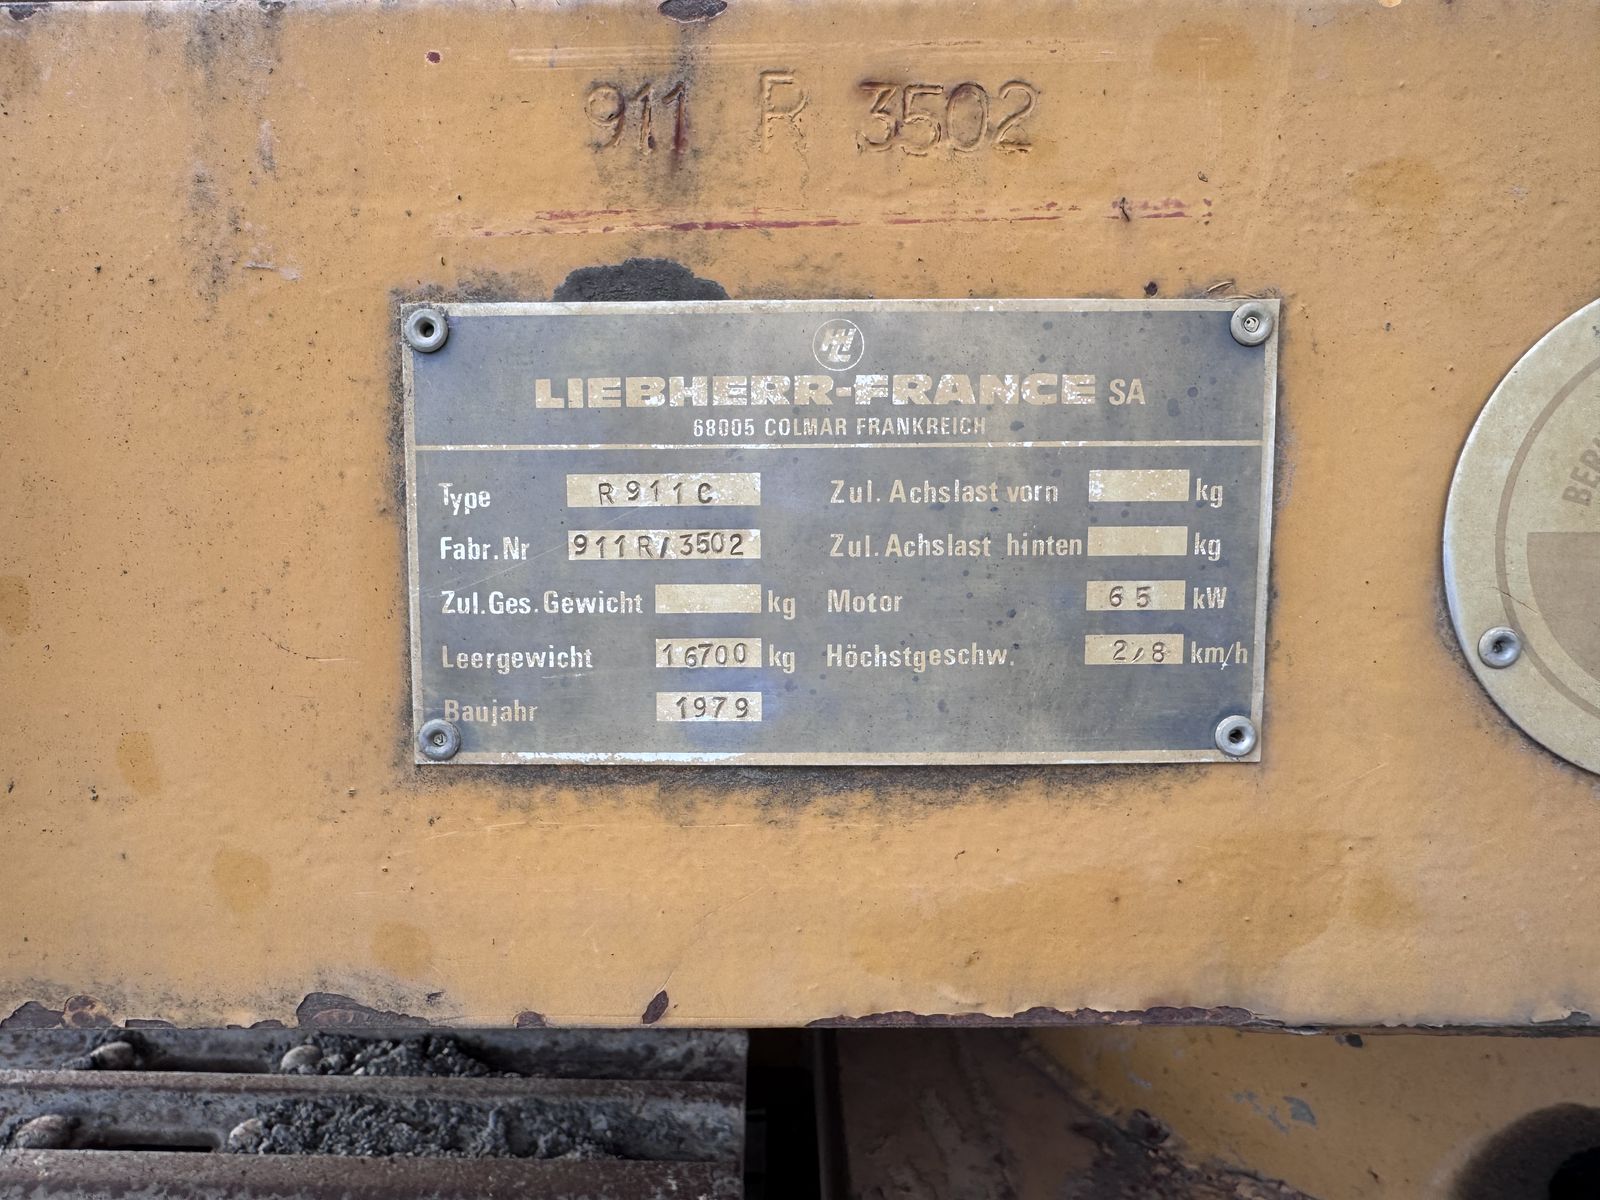 911 R 3502
LIEBHERR-FRANCE SA
68005 COLMAR FRANKREICH
Type R911C
Fabr.Nr 911R/3502
Zul.Ges.Gewicht kg
Leergewicht 16700 kg
Baujahr 1979
Zul. Achslast vorn kg
Zul. Achslast hinten kg
Motor 65 kW
Höchstgeschw. 2,8 km/h